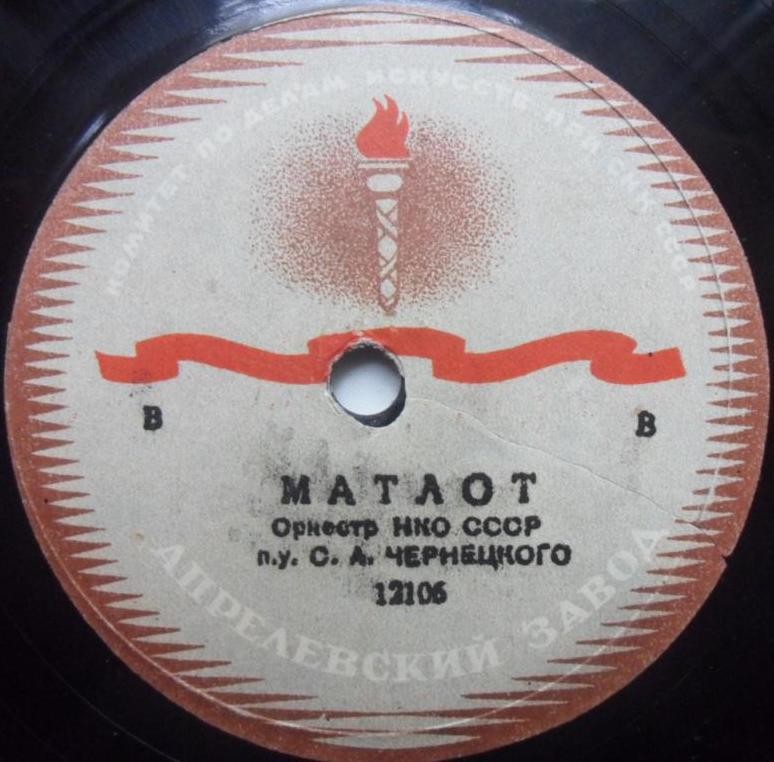 КОМИТЕТ ПО ДЕЛАМ ИСКУССТВ ПРИ СНК СССР
В В
МАТЛОТ
Оркестр НКО СССР
п.у. С. А. ЧЕРНЕЦКОГО
12106
АПРЕЛЕВСКИЙ ЗАВОД